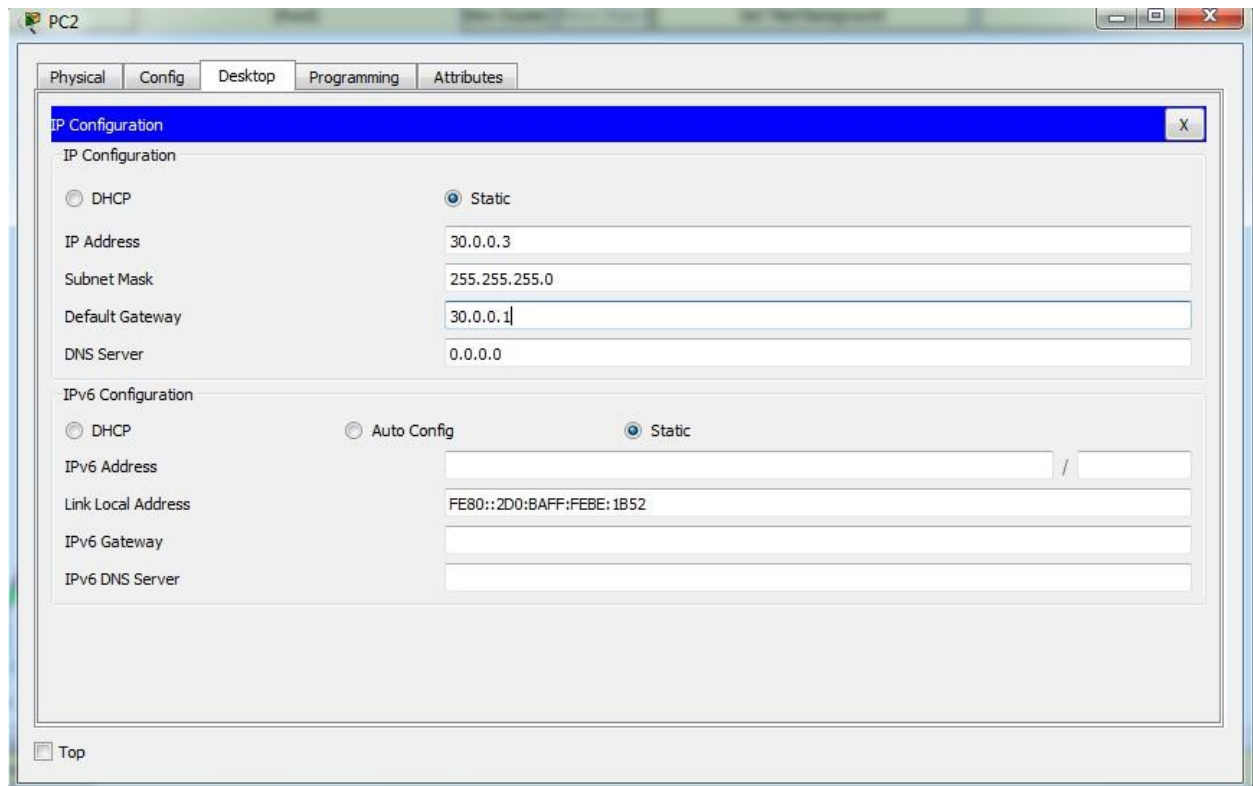 PC2
Physical Config Desktop Programming Attributes
IP Configuration X
IP Configuration
DHCP Static
IP Address 30.0.0.3
Subnet Mask 255.255.255.0
Default Gateway 30.0.0.1
DNS Server 0.0.0.0
IPv6 Configuration
DHCP Auto Config Static
IPv6 Address /
Link Local Address FE80::2D0:BAFF:FEBE:1B52
IPv6 Gateway
IPv6 DNS Server
Top